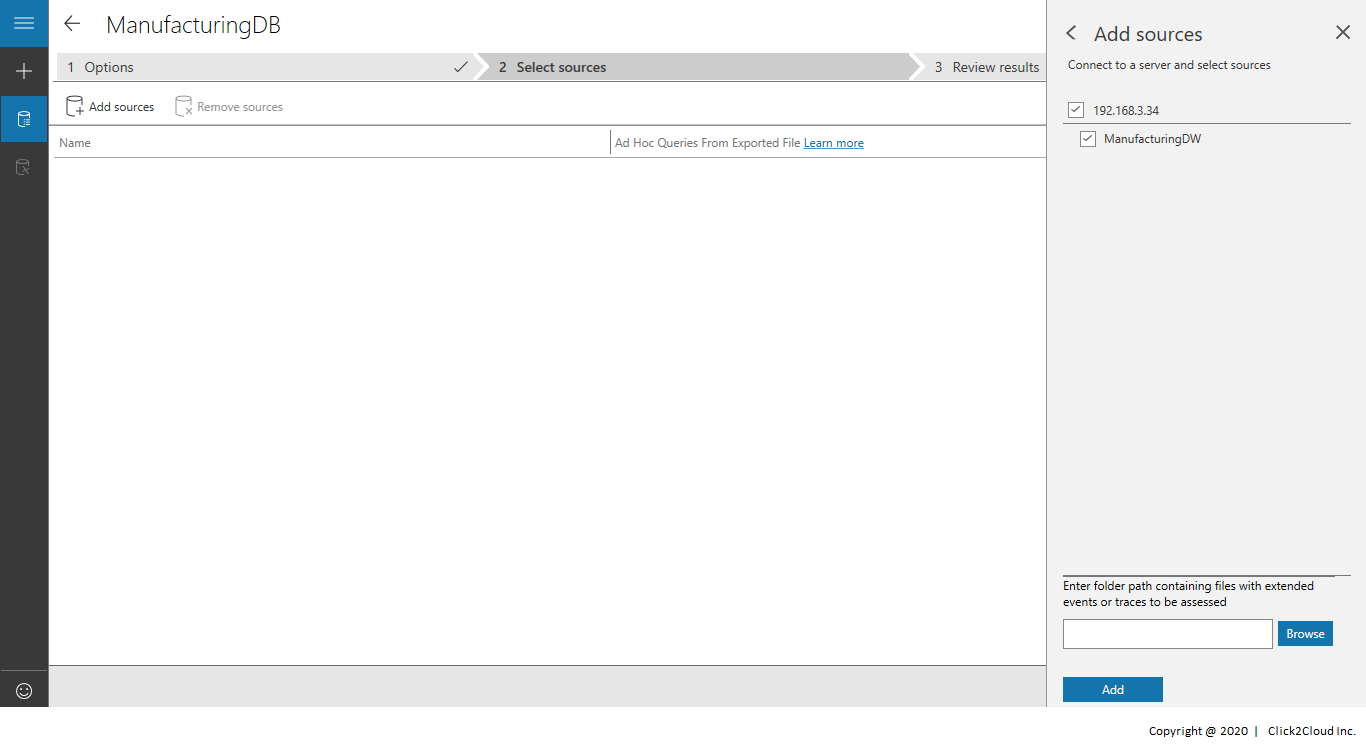 ManufacturingDB
1 Options
2 Select sources
3 Review results
Add sources
Remove sources
Name
Ad Hoc Queries From Exported File Learn more
Add sources
Connect to a server and select sources
192.168.3.34
ManufacturingDW
Enter folder path containing files with extended
events or traces to be assessed
Browse
Add
Copyright @ 2020 | Click2Cloud Inc.